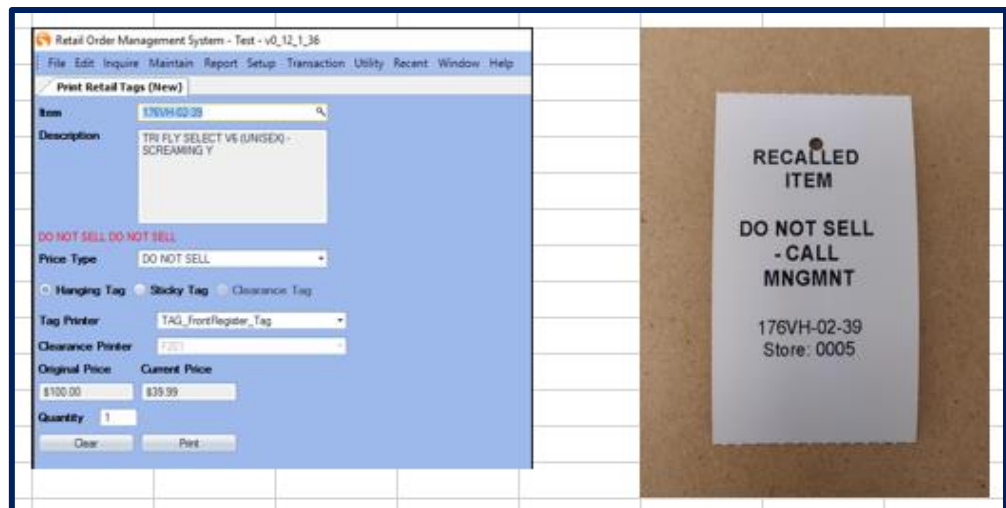 Retail Order Management System - Test - v0_12_1_36
File Edit Inquire Maintain Report Setup Transaction Utility Recent Window Help
Print Retail Tags (New)
Item 176VH-02-39
Description TRI FLY SELECT V6 (UNISEX) -
SCREAMING Y
DO NOT SELL DO NOT SELL
Price Type DO NOT SELL
Hanging Tag Sticky Tag Clearance Tag
Tag Printer TAG_FrontRegister_Tag
Clearance Printer
Original Price Current Price
$100.00 $39.99
Quantity 1
Clear Print
RECALLED
ITEM
DO NOT SELL
- CALL
MNGMNT
176VH-02-39
Store: 0005